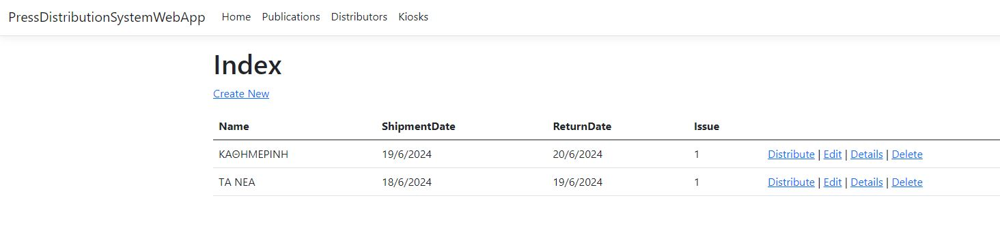 PressDistributionSystemWebApp Home Publications Distributors Kiosks
Index
Create New
Name ShipmentDate ReturnDate Issue
ΚΑΘΗΜΕΡΙΝΗ 19/6/2024 20/6/2024 1 Distribute | Edit | Details | Delete
ΤΑ ΝΕΑ 18/6/2024 19/6/2024 1 Distribute | Edit | Details | Delete